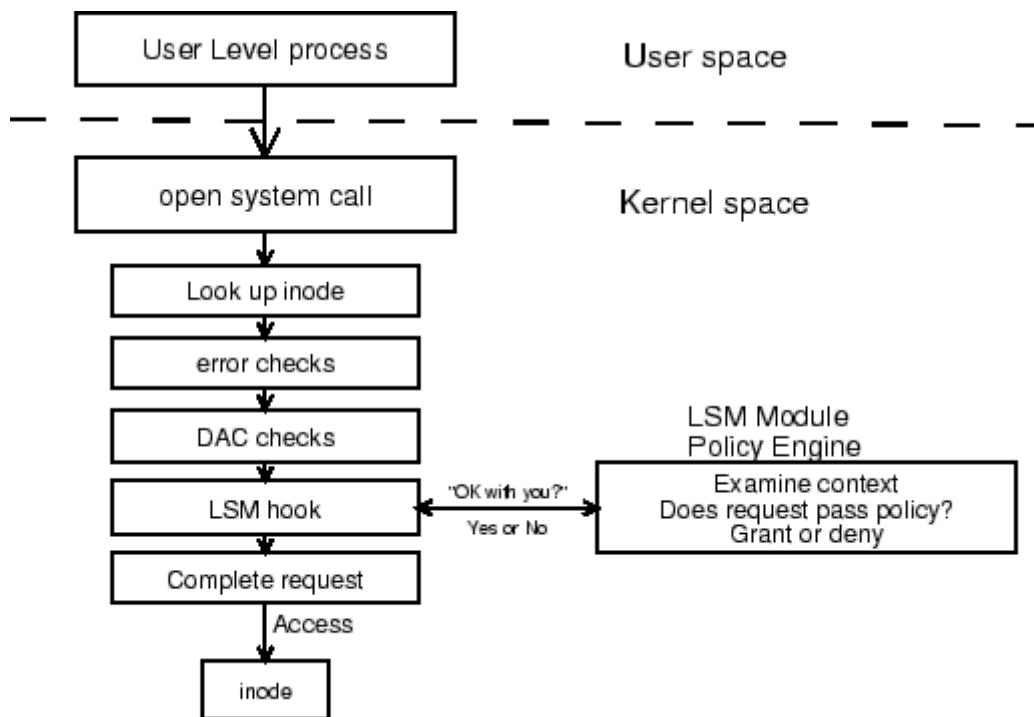 User Level process
User space
open system call
Kernel space
Look up inode
error checks
DAC checks
LSM Module
Policy Engine
LSM hook
"OK with you?"
Yes or No
Examine context
Does request pass policy?
Grant or deny
Complete request
Access
inode